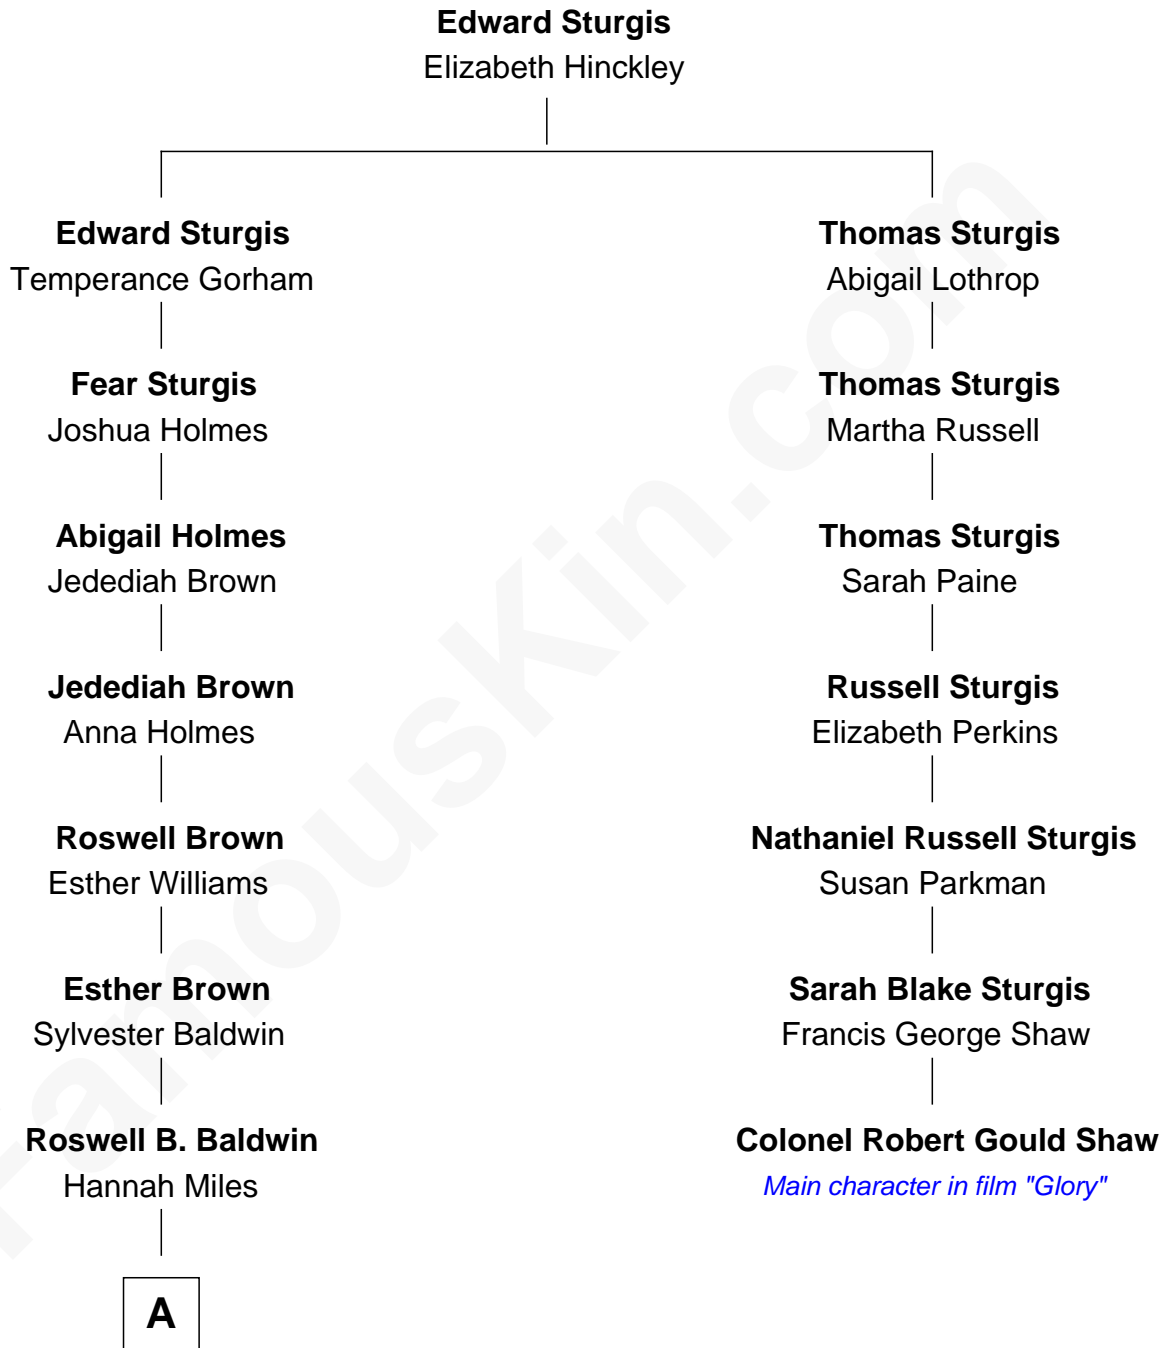 Edward Sturgis
Elizabeth Hinckley
Edward Sturgis
Temperance Gorham
Fear Sturgis
Joshua Holmes
Abigail Holmes
Jedediah Brown
Jedediah Brown
Anna Holmes
Roswell Brown
Esther Williams
Esther Brown
Sylvester Baldwin
Roswell B. Baldwin
Hannah Miles
A
Thomas Sturgis
Abigail Lothrop
Thomas Sturgis
Martha Russell
Thomas Sturgis
Sarah Paine
Russell Sturgis
Elizabeth Perkins
Nathaniel Russell Sturgis
Susan Parkman
Sarah Blake Sturgis
Francis George Shaw
Colonel Robert Gould Shaw
Main character in film "Glory"
FamousKin.com